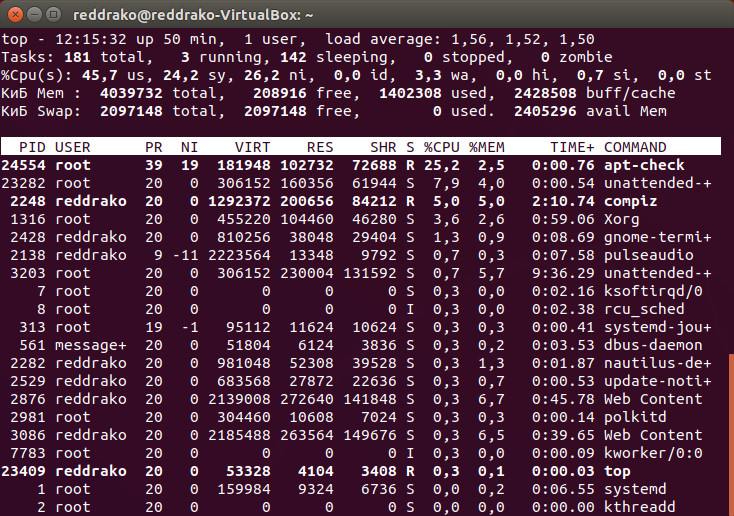 reddrako@reddrako-VirtualBox: ~
top - 12:15:32 up 50 min,  1 user,  load average: 1,56, 1,52, 1,50
Tasks: 181 total,   3 running, 142 sleeping,   0 stopped,   0 zombie
%Cpu(s): 45,7 us, 24,2 sy, 26,2 ni,  0,0 id,  3,3 wa,  0,0 hi,  0,7 si,  0,0 st
КиБ Mem :  4039732 total,   208916 free,  1402308 used.  2428508 buff/cache
КиБ Swap:  2097148 total,  2097148 free,        0 used.  2405296 avail Mem
PID USER      PR  NI    VIRT    RES    SHR S %CPU %MEM     TIME+ COMMAND
24554 root      39  19  181948 102732  72688 R 25,2  2,5   0:00.76 apt-check
23282 root      20   0  306152 160356  61944 S  7,9  4,0   0:00.54 unattended-+
2248 reddrako  20   0 1292372 200656  84212 R  5,0  5,0   2:10.74 compiz
1316 root      20   0  455220 104460  46280 S  3,6  2,6   0:59.06 Xorg
2428 reddrako  20   0  810256  38048  29404 S  1,3  0,9   0:08.69 gnome-termi+
2138 reddrako   9 -11 2223564  13348   9792 S  0,7  0,3   0:07.58 pulseaudio
3203 root      20   0  306152 230004 131592 S  0,7  5,7   9:36.29 unattended-+
7 root      20   0       0      0      0 S  0,3  0,0   0:02.16 ksoftirqd/0
8 root      20   0       0      0      0 I  0,3  0,0   0:02.38 rcu_sched
313 root      19  -1   95112  11624  10624 S  0,3  0,3   0:00.41 systemd-jou+
561 message+  20   0   51804   6124   3836 S  0,3  0,2   0:03.53 dbus-daemon
2282 reddrako  20   0  981048  52308  39528 S  0,3  1,3   0:01.87 nautilus-de+
2529 reddrako  20   0  683568  27872  22636 S  0,3  0,7   0:00.53 update-noti+
2876 reddrako  20   0 2139008 272640 141848 S  0,3  6,7   0:45.78 Web Content
2981 root      20   0  304460  10608   7024 S  0,3  0,3   0:00.14 polkitd
3086 reddrako  20   0 2185488 263564 149676 S  0,3  6,5   0:39.65 Web Content
7783 root      20   0       0      0      0 I  0,3  0,0   0:00.09 kworker/0:0
23409 reddrako  20   0   53328   4104   3408 R  0,3  0,1   0:00.03 top
1 root      20   0  159984   9324   6736 S  0,0  0,2   0:06.55 systemd
2 root      20   0       0      0      0 S  0,0  0,0   0:00.00 kthreadd